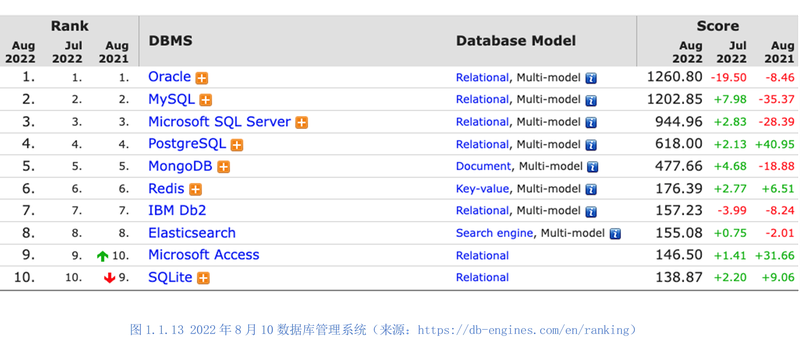 Rank Score
Aug 2022 Jul 2022 Aug 2021 DBMS Database Model Aug 2022 Jul 2022 Aug 2021
1. 1. 1. Oracle Relational, Multi-model 1260.80 -19.50 -8.46
2. 2. 2. MySQL Relational, Multi-model 1202.85 +7.98 -35.37
3. 3. 3. Microsoft SQL Server Relational, Multi-model 944.96 +2.83 -28.39
4. 4. 4. PostgreSQL Relational, Multi-model 618.00 +2.13 +40.95
5. 5. 5. MongoDB Document, Multi-model 477.66 +4.68 -18.88
6. 6. 6. Redis Key-value, Multi-model 176.39 +2.77 +6.51
7. 7. 7. IBM Db2 Relational, Multi-model 157.23 -3.99 -8.24
8. 8. 8. Elasticsearch Search engine, Multi-model 155.08 +0.75 -2.01
9. 9. 10. Microsoft Access Relational 146.50 +1.41 +31.66
10. 10. 9. SQLite Relational 138.87 +2.20 +9.06
图 1.1.13 2022 年 8 月 10 数据库管理系统（来源：https://db-engines.com/en/ranking）